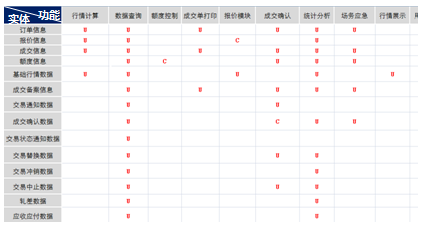 实体 功能 行情计算 数据查询 额度控制 成交单打印 报价模块 成交确认 统计分析 场务应急 行情展示
订单信息 U U U U U U
报价信息 U U C U
成交信息 U U U U U U
额度信息 U C U U U
基础行情数据 U U U U U
成交备案信息 U U U U U
交易通知数据 U U
成交确认数据 U C U U
交易状态通知数据 U
交易替换数据 U U U
交易冲销数据 U U
交易中止数据 U U U
轧差数据 U U
应收应付数据 U U